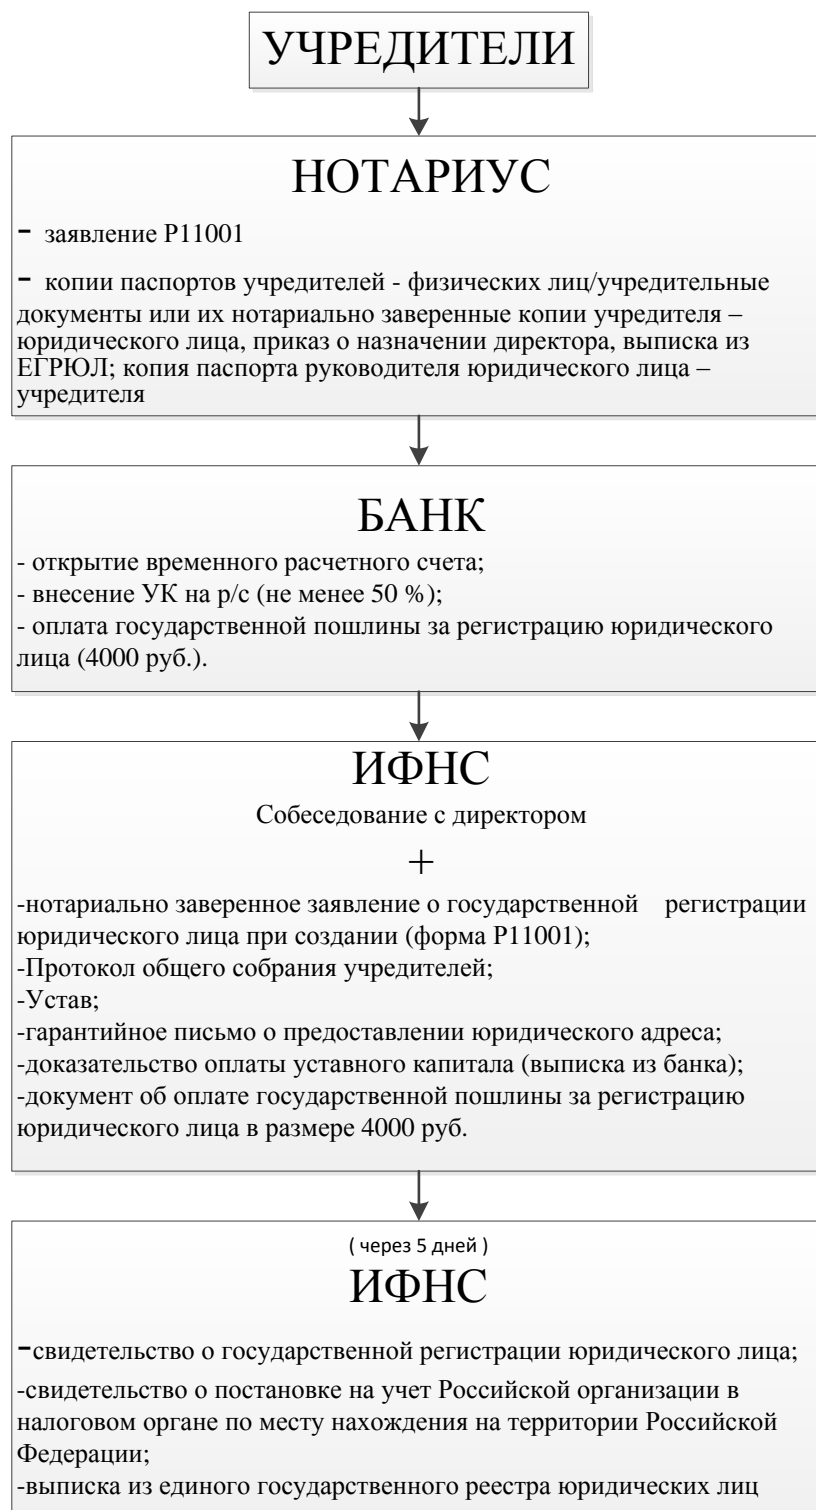 УЧРЕДИТЕЛИ
НОТАРИУС
- заявление Р11001
- копии паспортов учредителей - физических лиц/учредительные
документы или их нотариально заверенные копии учредителя –
юридического лица, приказ о назначении директора, выписка из
ЕГРЮЛ; копия паспорта руководителя юридического лица –
учредителя
БАНК
- открытие временного расчетного счета;
- внесение УК на р/с (не менее 50 %);
- оплата государственной пошлины за регистрацию юридического
лица (4000 руб.).
ИФНС
Собеседование с директором
+
-нотариально заверенное заявление о государственной регистрации
юридического лица при создании (форма Р11001);
-Протокол общего собрания учредителей;
-Устав;
-гарантийное письмо о предоставлении юридического адреса;
-доказательство оплаты уставного капитала (выписка из банка);
-документ об оплате государственной пошлины за регистрацию
юридического лица в размере 4000 руб.
( через 5 дней )
ИФНС
-свидетельство о государственной регистрации юридического лица;
-свидетельство о постановке на учет Российской организации в
налоговом органе по месту нахождения на территории Российской
Федерации;
-выписка из единого государственного реестра юридических лиц